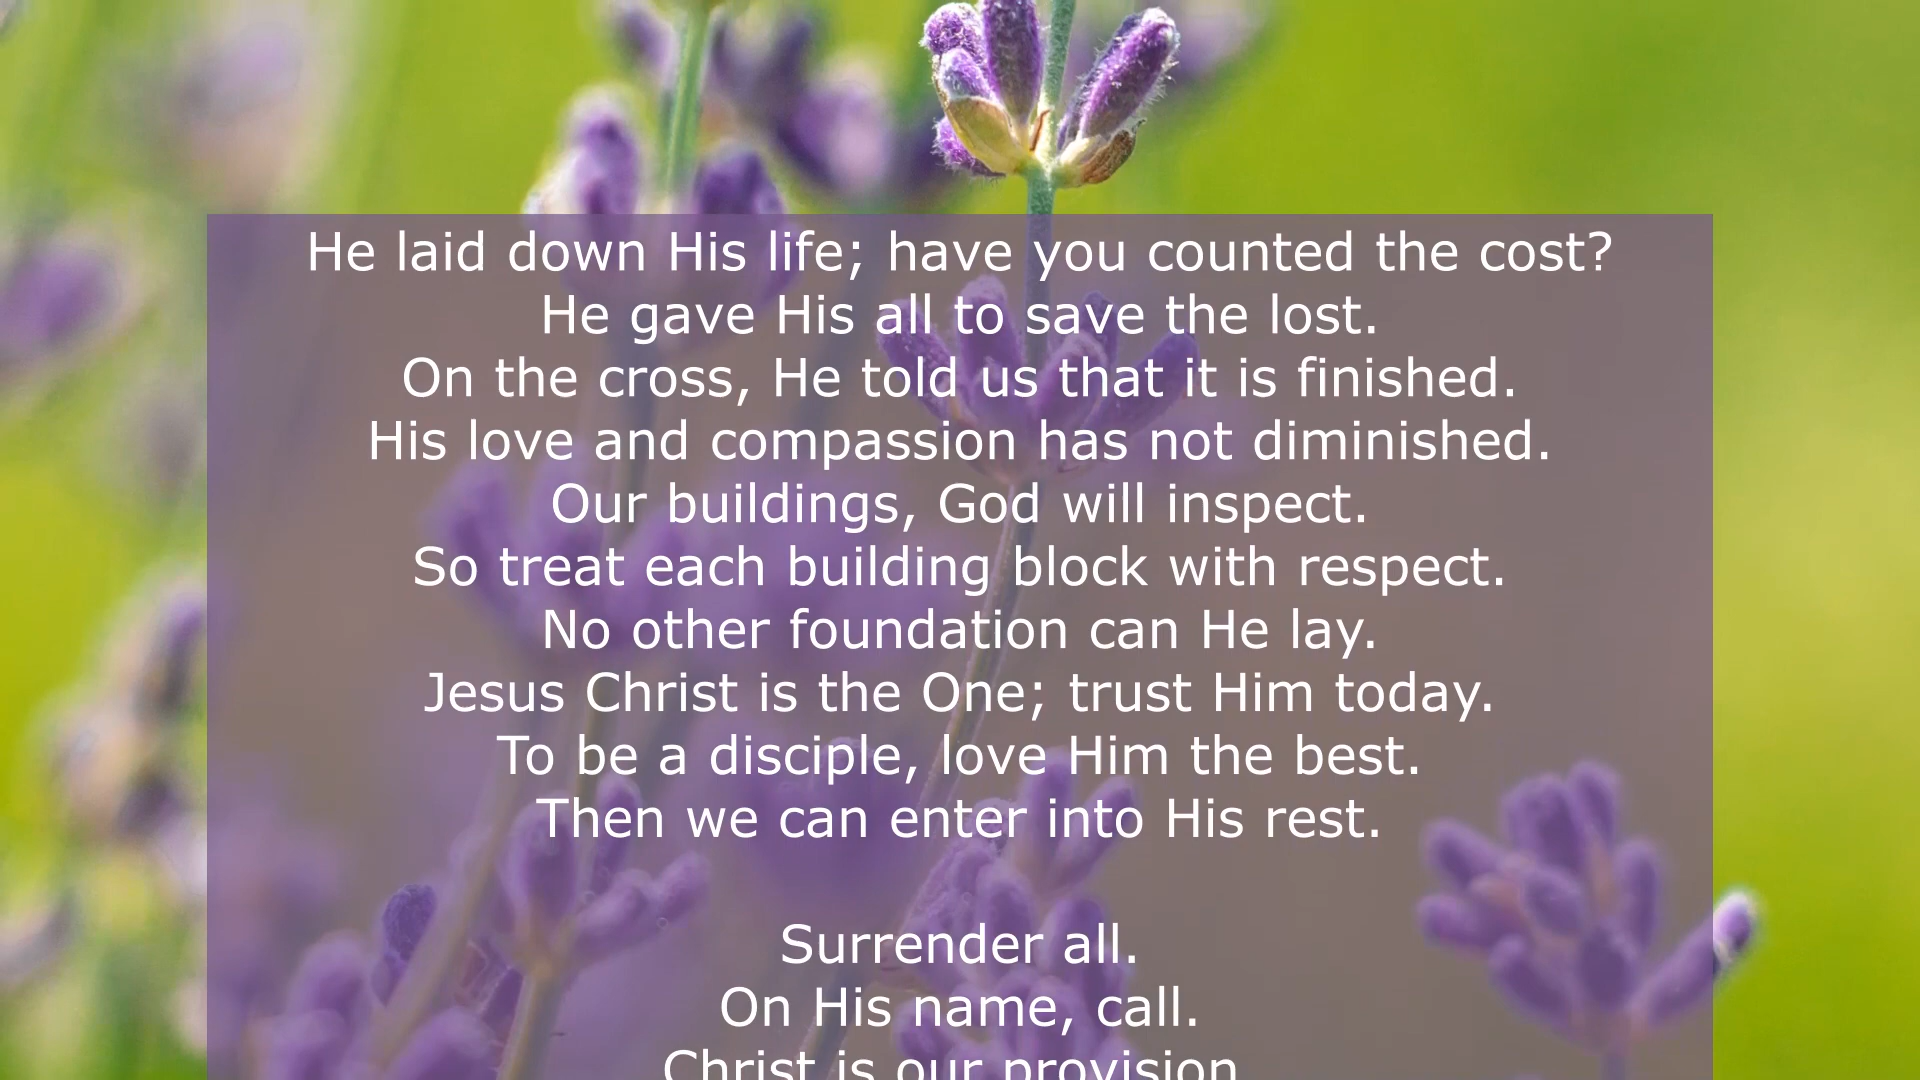 He laid down His life; have you counted the cost?
He gave His all to save the lost.
On the cross, He told us that it is finished.
His love and compassion has not diminished.
Our buildings, God will inspect.
So treat each building block with respect.
No other foundation can He lay.
Jesus Christ is the One; trust Him today.
To be a disciple, love Him the best.
Then we can enter into His rest.
Surrender all.
On His name, call.
Christ is our provision